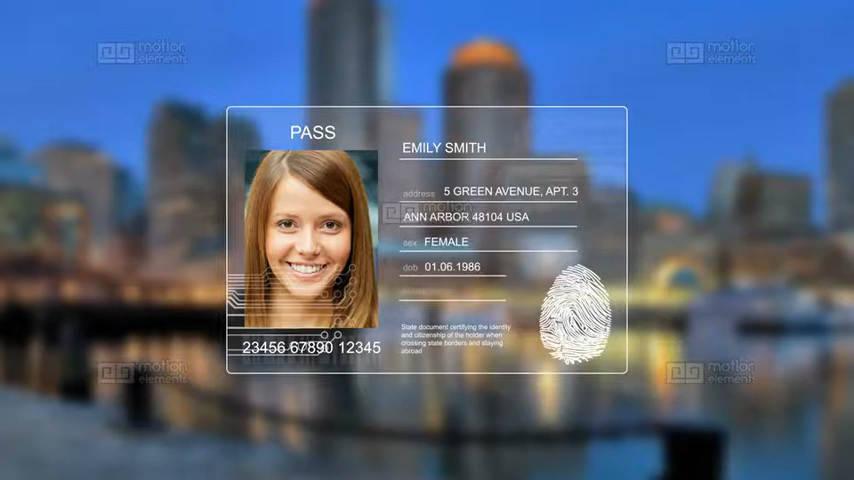 motion
elements
motion
elements
PASS
EMILY SMITH
address 5 GREEN AVENUE, APT. 3
motion
ANN ARBOR 48104 USA
sex FEMALE
dob 01.06.1986
State document certifying the identity
and citizenship of the holder when
crossing state borders and staying
abroad
23456 67890 12345
motion
elements
motion
elements